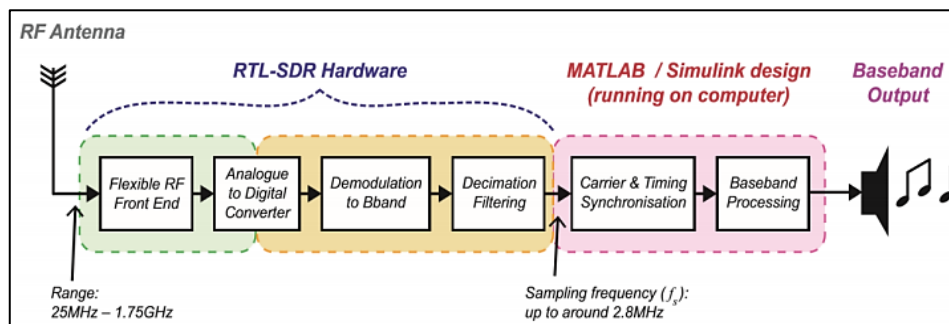 RF Antenna
RTL-SDR Hardware
MATLAB / Simulink design
(running on computer)
Baseband
Output
Flexible RF
Front End
Analogue
to Digital
Converter
Demodulation
to Bband
Decimation
Filtering
Carrier & Timing
Synchronisation
Baseband
Processing
Range:
25MHz – 1.75GHz
Sampling frequency (fs):
up to around 2.8MHz